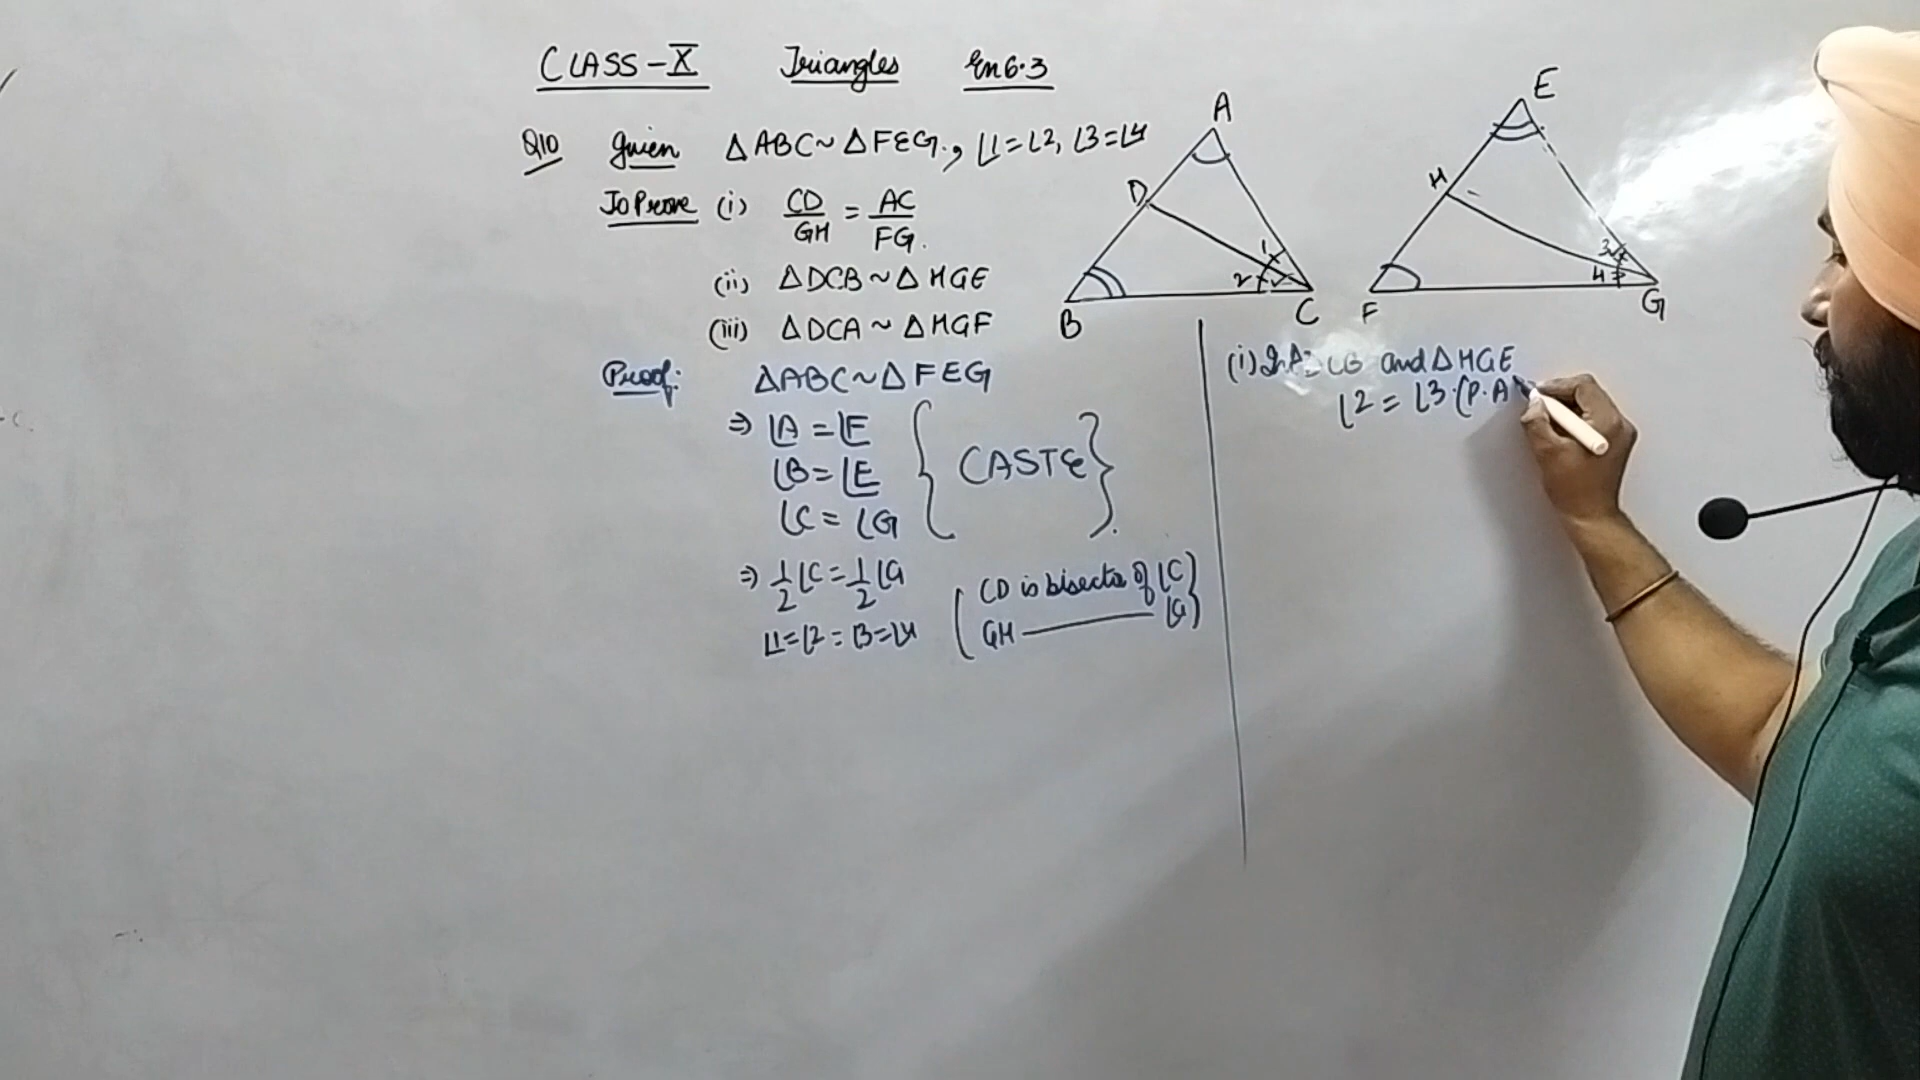 CLASS-X Triangles Ex 6.3
Q10 Given △ABC ~ △FEG., ∠1=∠2, ∠3=∠4
To Prove (i) CD/GH = AC/FG.
(ii) △DCB ~ △HGE
(iii) △DCA ~ △HGF
Proof: △ABC ~ △FEG
⇒ ∠A = ∠F
∠B = ∠E
∠C = ∠G
{CASTE}.
⇒ 1/2 ∠C = 1/2 ∠G
(CD is bisector of ∠C
GH ——— ∠G)
∠1=∠2=∠3=∠4
A
D
1
2
B
C
E
H
3
4
F
G
(i) In △DCB and △HGE
∠2 = ∠3 (P.A